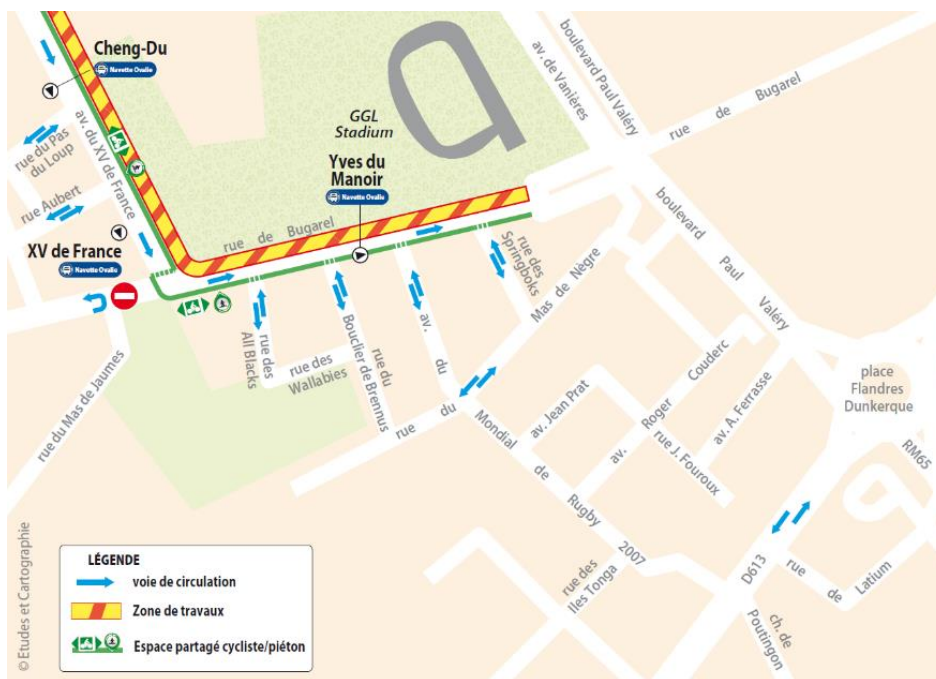 Cheng-Du
Navette Ovalie
boulevard Paul Valéry
av. de Vanières
rue de Bugarel
GGL
Stadium
Yves du
Manoir
Navette Ovalie
rue du Pas
du Loup
av. du XV de France
rue Aubert
XV de France
Navette Ovalie
rue de Bugarel
rue des
Springboks
boulevard Paul Valéry
rue du Mas de Nègre
rue des
All Blacks
rue des
Wallabies
rue du
Bouclier de Brennus
av. du Mondial de Rugby 2007
rue du Mas de Jaumes
av. Jean Prat
av. Roger Couderc
rue J. Fouroux
av. A. Ferrasse
place
Flandres
Dunkerque
RM65
D613
rue de Latium
rue des
Iles Tonga
ch. de
Poutingon
LÉGENDE
voie de circulation
Zone de travaux
Espace partagé cycliste/piéton
© Etudes et Cartographie